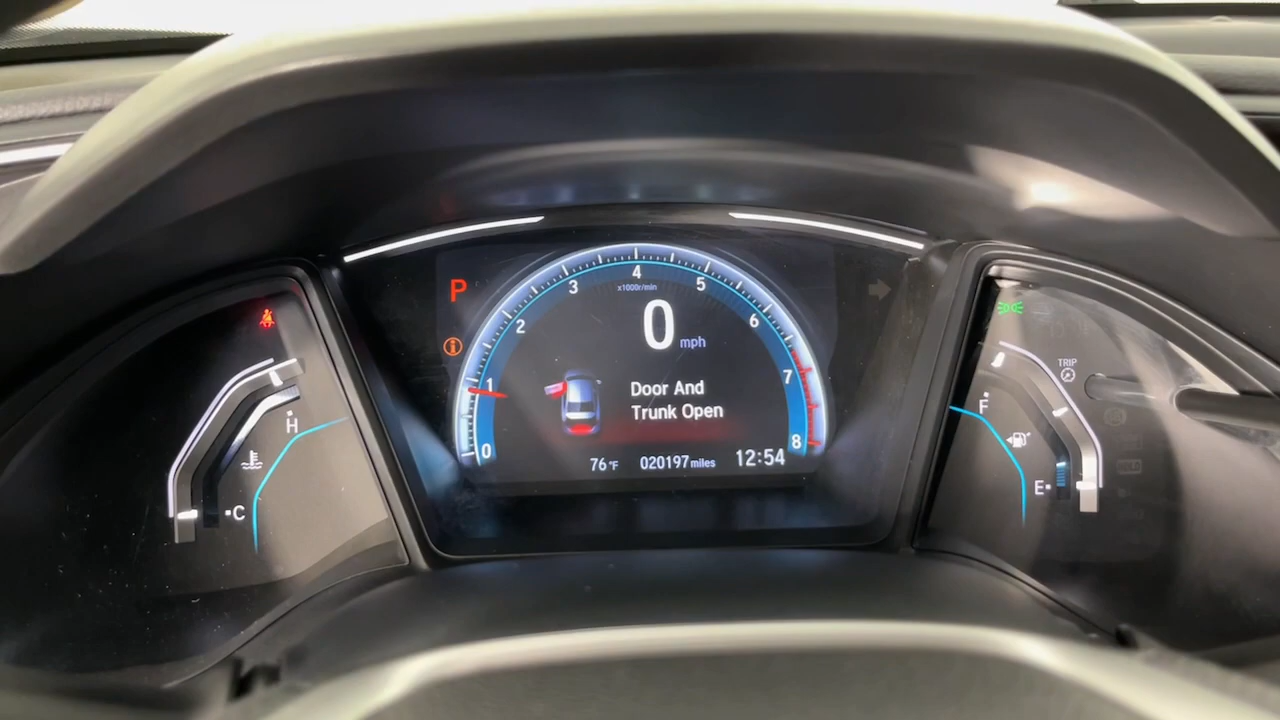 P
4
3
5
x1000r/min
2
6
0 mph
1
7
Door And
Trunk Open
0
8
76 °F
020197 miles
12:54
H
C
TRIP
F
E
HOLD